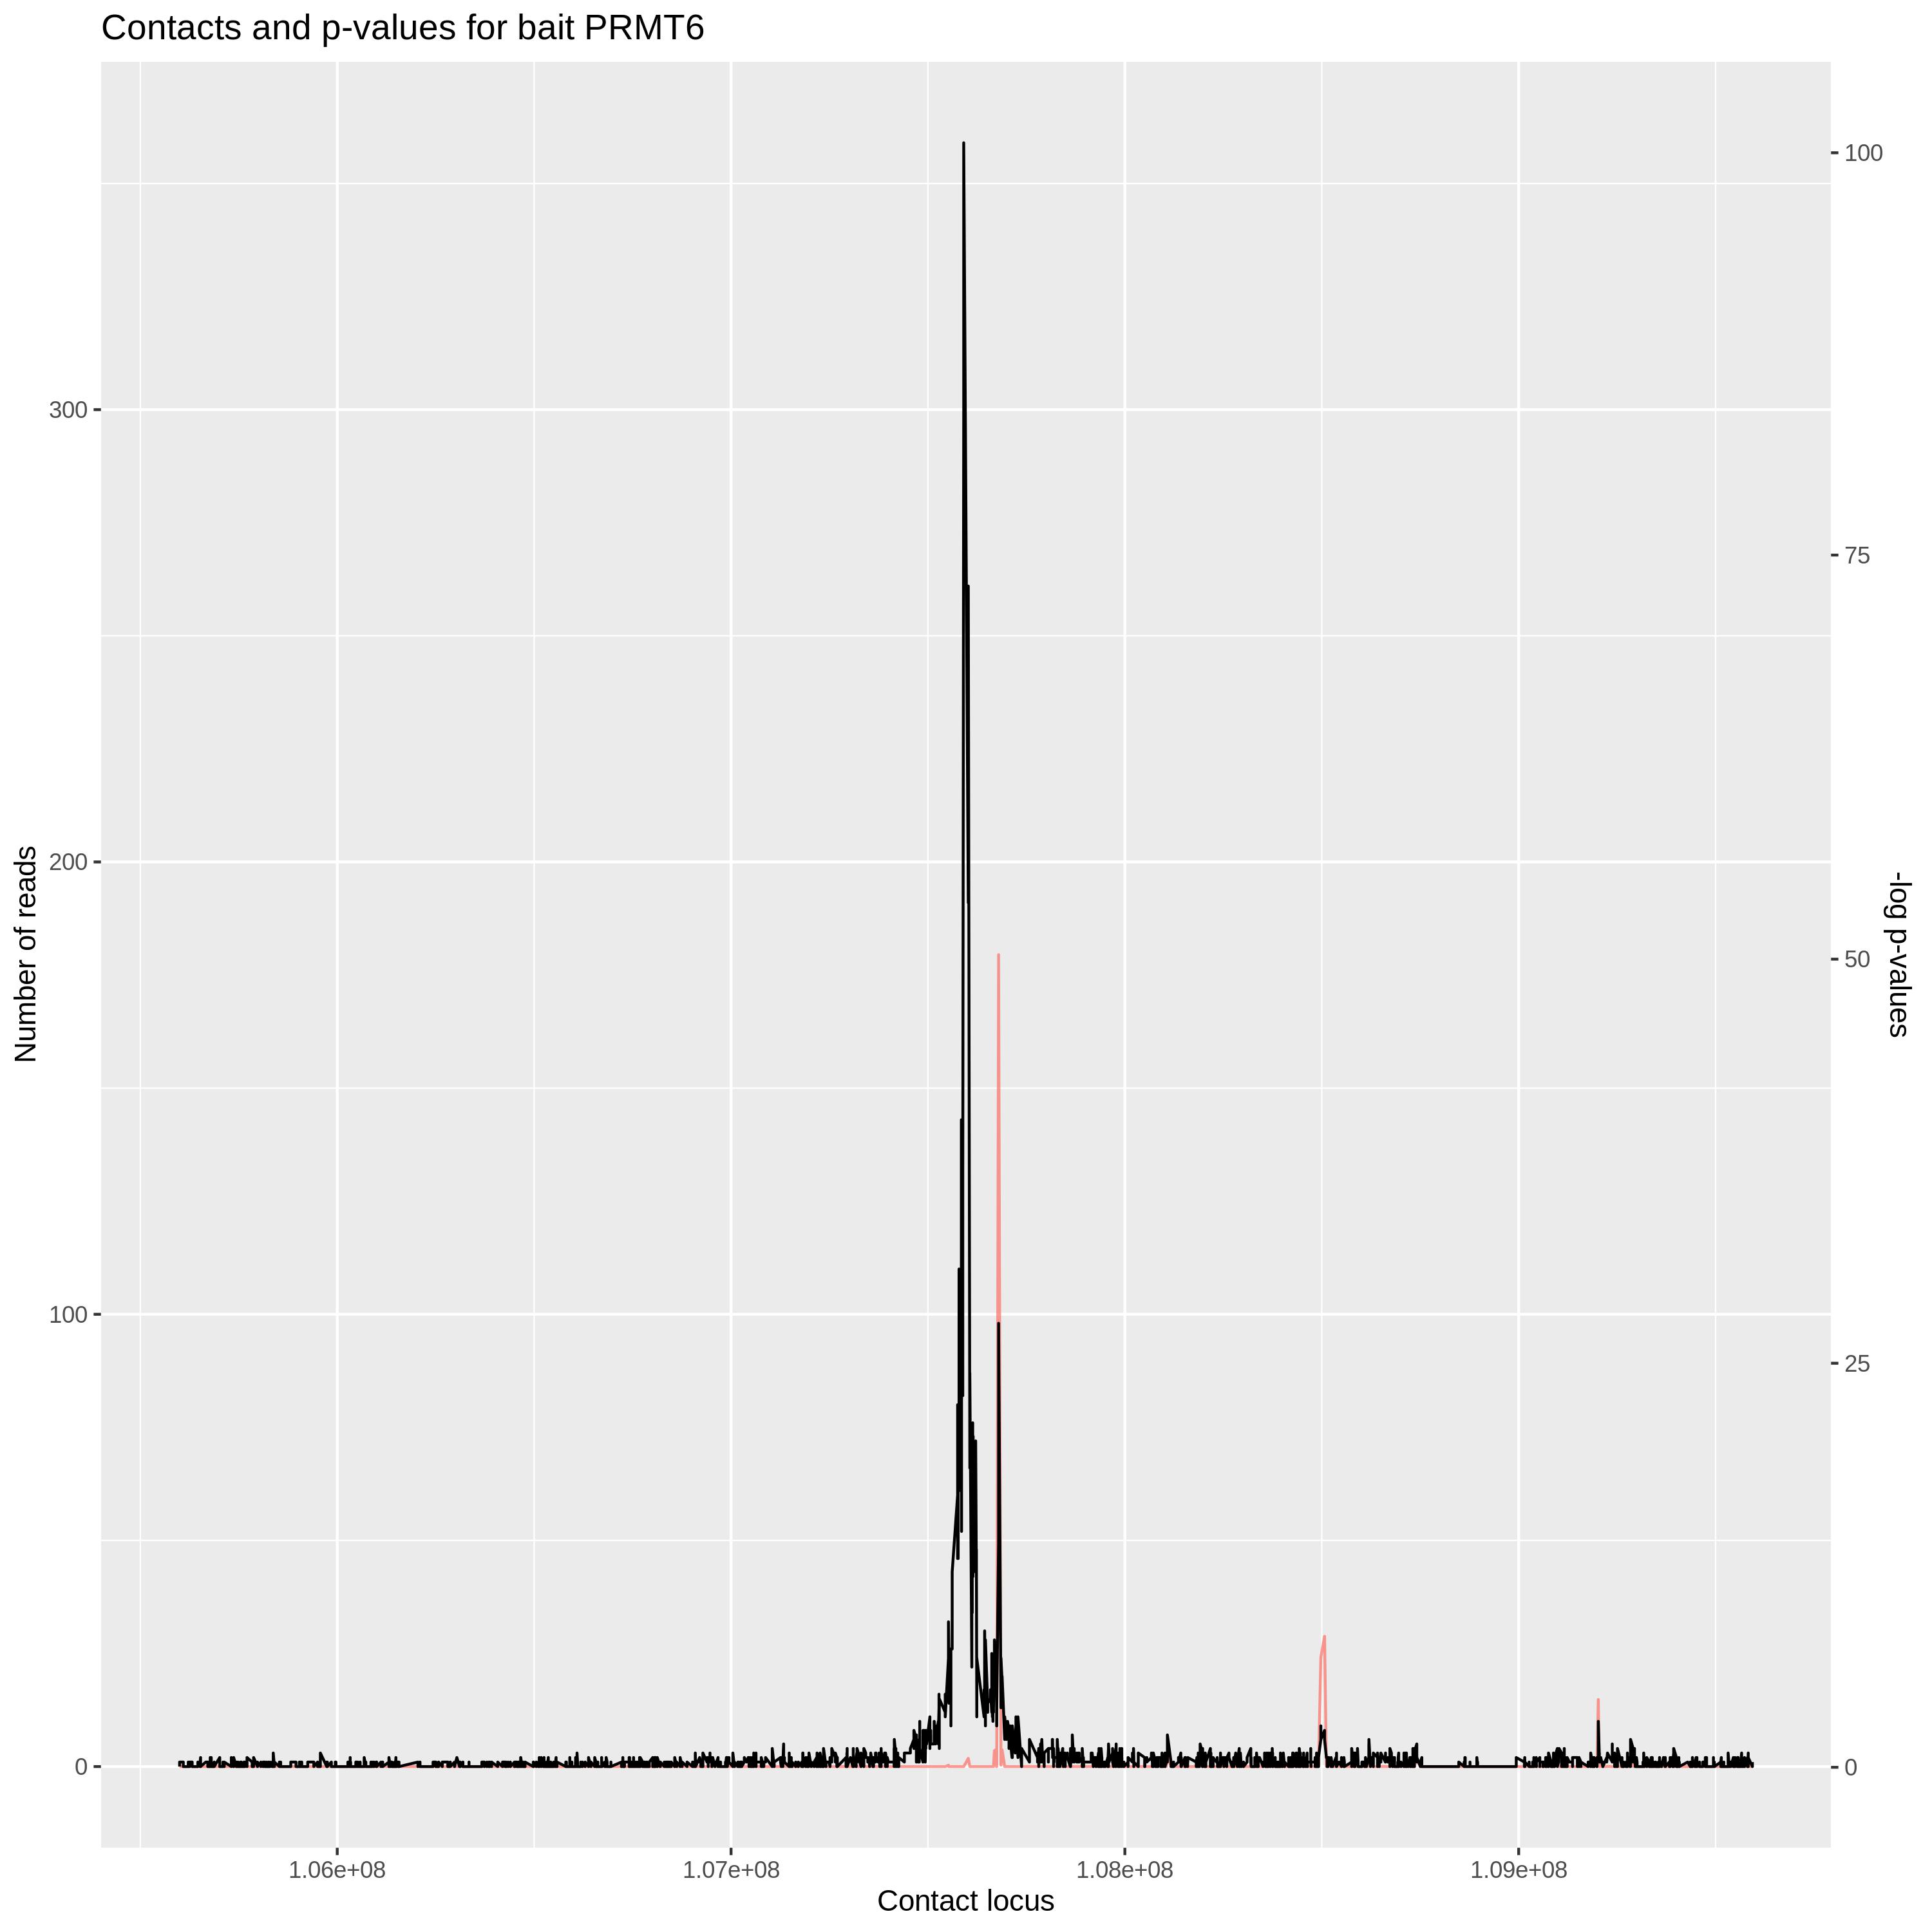 Contacts and p-values for bait PRMT6
300
200
100
0
Number of reads
100
75
50
25
0
-log p-values
1.06e+08
1.07e+08
1.08e+08
1.09e+08
Contact locus